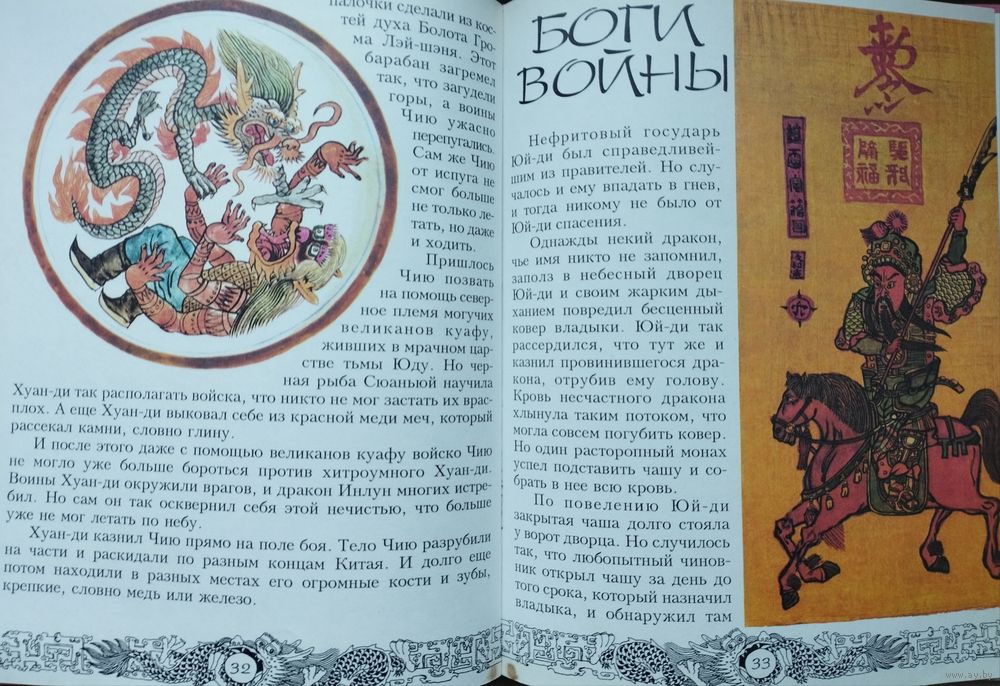 палочки сделали из кос-
тей духа Болота Гро-
ма Лэй-шэня. Этот
барабан загремел
так, что загудели
горы, а воины
Чию ужасно
перепугались.
Сам же Чию
от испуга не
смог больше
не только ле-
тать, но даже
и ходить.
Пришлось
Чию позвать
на помощь север-
ное племя могучих
великанов куафу,
живших в мрачном цар-
стве тьмы Юду. Но чер-
ная рыба Сюаньюй научила
Хуан-ди так располагать войска, что никто не мог застать их врас-
плох. А еще Хуан-ди выковал себе из красной меди меч, который
рассекал камни, словно глину.
И после этого даже с помощью великанов куафу войско Чию
не могло уже больше бороться против хитроумного Хуан-ди.
Воины Хуан-ди окружили врагов, и дракон Инлун многих истре-
бил. Но сам он так осквернил себя этой нечистью, что больше
уже не мог летать по небу.
Хуан-ди казнил Чию прямо на поле боя. Тело Чию разрубили
на части и раскидали по разным концам Китая. И долго еще
потом находили в разных местах его огромные кости и зубы,
крепкие, словно медь или железо.
32
БОГИ
ВОЙНЫ
Нефритовый государь
Юй-ди был справедливей-
шим из правителей. Но слу-
чалось и ему впадать в гнев,
и тогда никому не было от
Юй-ди спасения.
Однажды некий дракон,
чье имя никто не запомнил,
заполз в небесный дворец
Юй-ди и своим жарким ды-
ханием повредил бесценный
ковер владыки. Юй-ди так
рассердился, что тут же и
казнил провинившегося дра-
кона, отрубив ему голову.
Кровь несчастного дракона
хлынула таким потоком, что
могла совсем погубить ковер.
Но один расторопный монах
успел подставить чашу и со-
брать в нее всю кровь.
По повелению Юй-ди
закрытая чаша долго стояла
у ворот дворца. Но случилось
так, что любопытный чинов-
ник открыл чашу за день до
того срока, который назначил
владыка, и обнаружил там
33
www.ay.by